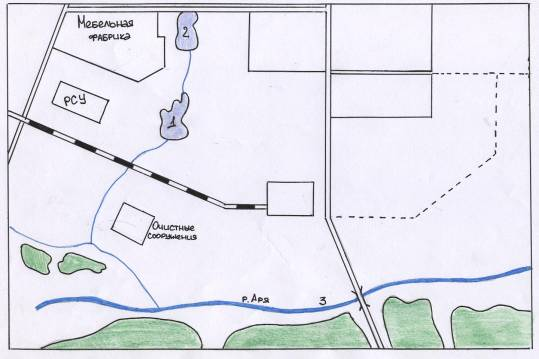 Мебельная
фабрика
2
РСУ
1
Очистные
сооружения
р. Аря
3